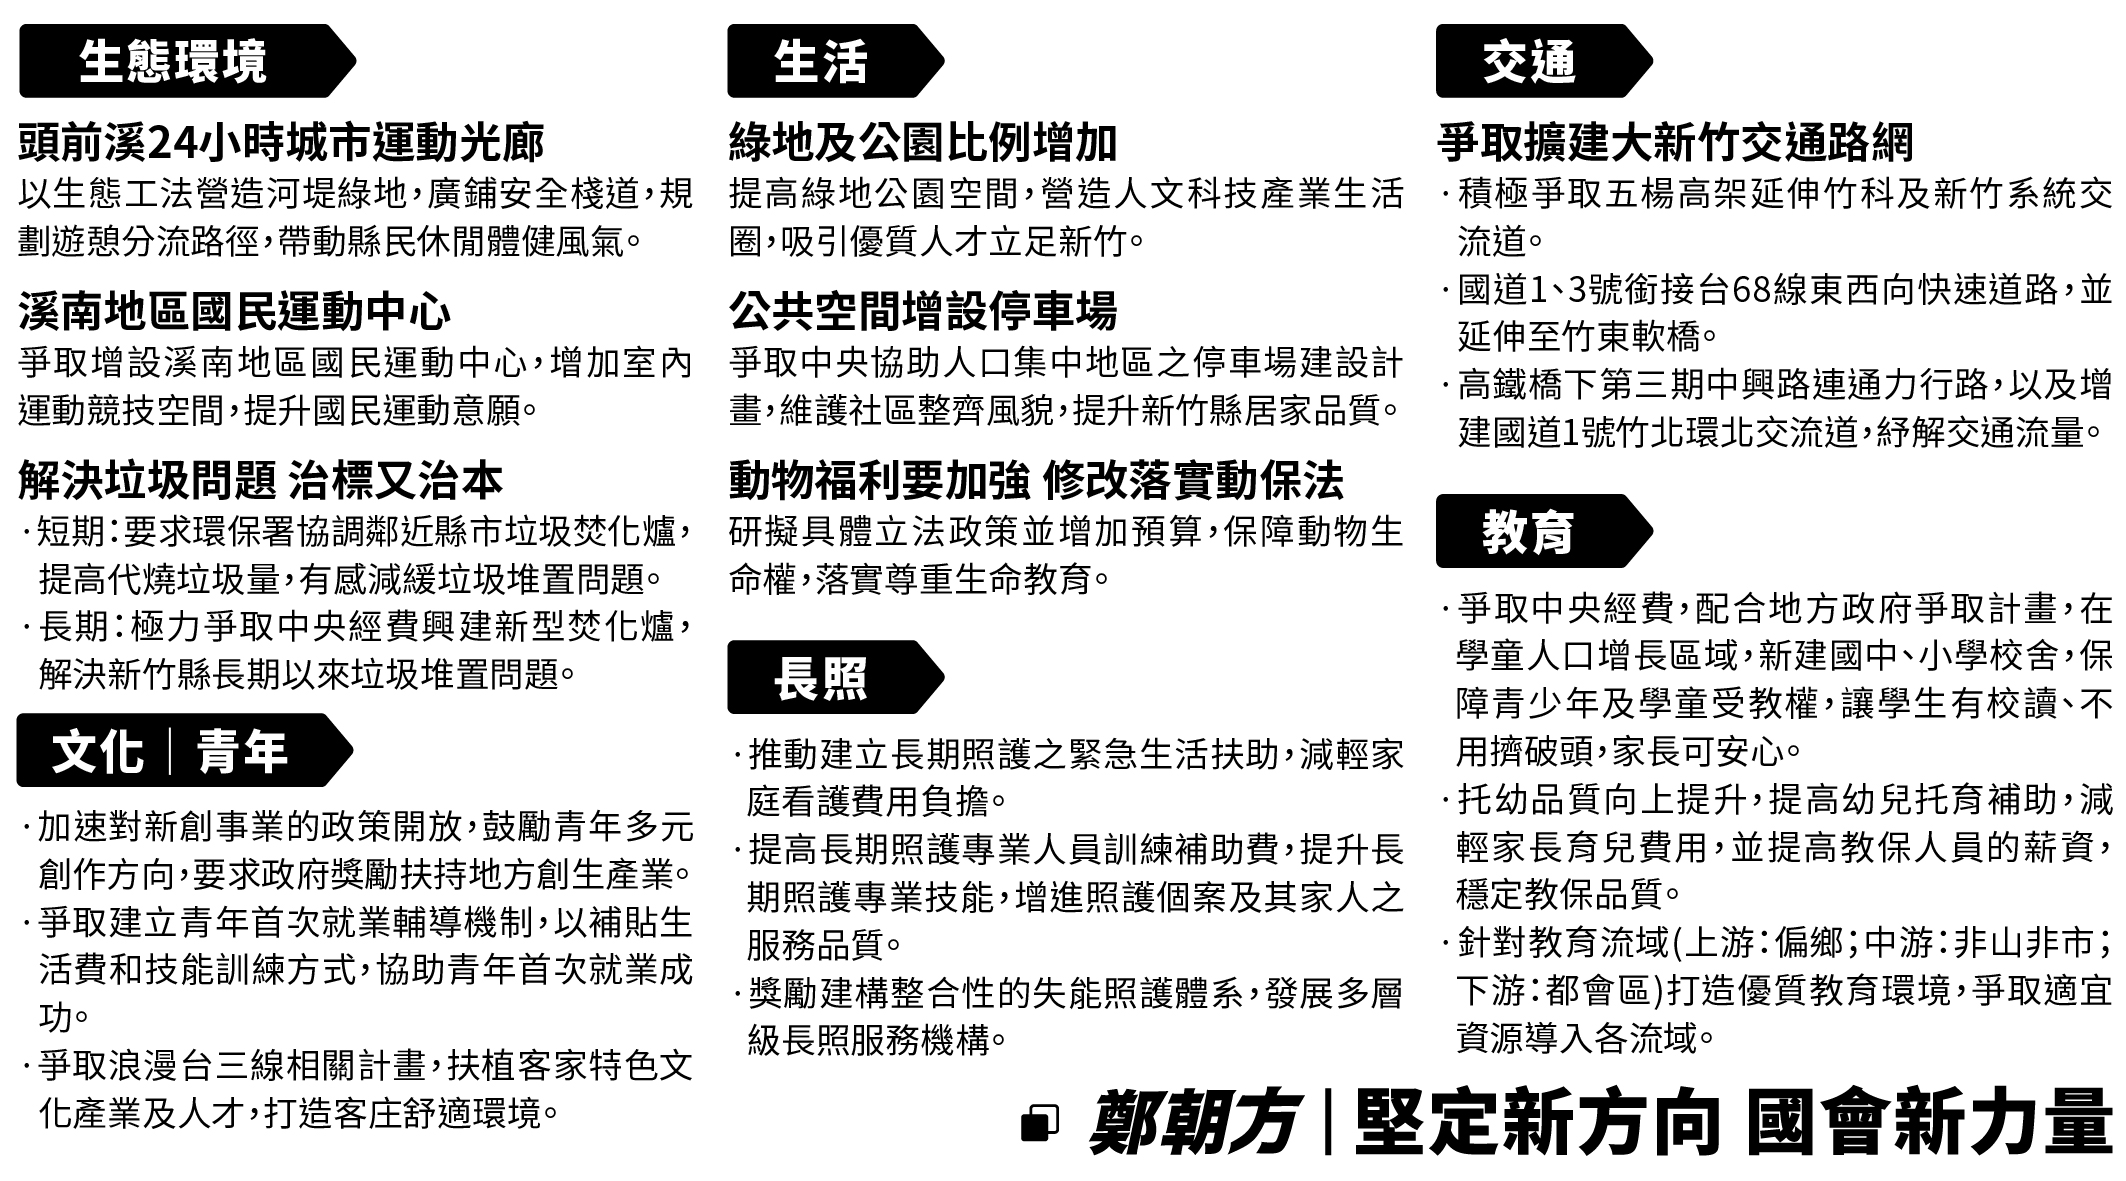 生態環境
頭前溪24小時城市運動光廊
以生態工法營造河堤綠地,廣鋪安全棧道,規
劃遊憩分流路徑,帶動縣民休閒體健風氣。
溪南地區國民運動中心
爭取增設溪南地區國民運動中心,增加室內
運動競技空間,提升國民運動意願。
解決垃圾問題 治標又治本
·短期:要求環保署協調鄰近縣市垃圾焚化爐,
提高代燒垃圾量,有感減緩垃圾堆置問題。
·長期:極力爭取中央經費興建新型焚化爐,
解決新竹縣長期以來垃圾堆置問題。
文化|青年
·加速對新創事業的政策開放,鼓勵青年多元
創作方向,要求政府獎勵扶持地方創生產業。
·爭取建立青年首次就業輔導機制,以補貼生
活費和技能訓練方式,協助青年首次就業成
功。
·爭取浪漫台三線相關計畫,扶植客家特色文
化產業及人才,打造客庄舒適環境。
生活
綠地及公園比例增加
提高綠地公園空間,營造人文科技產業生活
圈,吸引優質人才立足新竹。
公共空間增設停車場
爭取中央協助人口集中地區之停車場建設計
畫,維護社區整齊風貌,提升新竹縣居家品質。
動物福利要加強 修改落實動保法
研擬具體立法政策並增加預算,保障動物生
命權,落實尊重生命教育。
長照
·推動建立長期照護之緊急生活扶助,減輕家
庭看護費用負擔。
·提高長期照護專業人員訓練補助費,提升長
期照護專業技能,增進照護個案及其家人之
服務品質。
·獎勵建構整合性的失能照護體系,發展多層
級長照服務機構。
交通
爭取擴建大新竹交通路網
·積極爭取五楊高架延伸竹科及新竹系統交
流道。
·國道1、3號銜接台68線東西向快速道路,並
延伸至竹東軟橋。
·高鐵橋下第三期中興路連通力行路,以及增
建國道1號竹北環北交流道,紓解交通流量。
教育
·爭取中央經費,配合地方政府爭取計畫,在
學童人口增長區域,新建國中、小學校舍,保
障青少年及學童受教權,讓學生有校讀、不
用擠破頭,家長可安心。
·托幼品質向上提升,提高幼兒托育補助,減
輕家長育兒費用,並提高教保人員的薪資,
穩定教保品質。
·針對教育流域(上游:偏鄉;中游:非山非市;
下游:都會區)打造優質教育環境,爭取適宜
資源導入各流域。
鄭朝方|堅定新方向 國會新力量